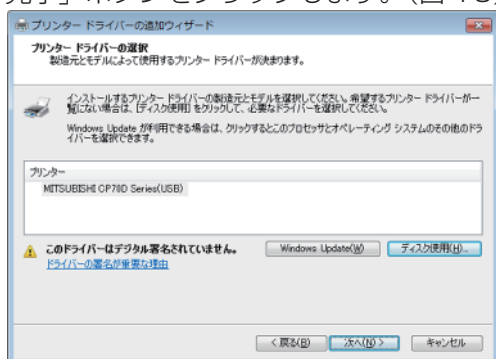 プリンター ドライバーの追加ウィザード
プリンター ドライバーの選択
製造元とモデルによって使用するプリンター ドライバーが決まります。
インストールするプリンター ドライバーの製造元とモデルを選択してください。希望するプリンター ドライバーが一
覧にない場合は、[ディスク使用] をクリックして、必要なドライバーを選択してください。
Windows Update が利用できる場合は、クリックするとこのプロセッサとオペレーティング システムのその他のドラ
イバーを選択できます。
プリンター
MITSUBISHI CP70D Series(USB)
このドライバーはデジタル署名されていません。
Windows Update(W)
ディスク使用(H)...
ドライバーの署名が重要な理由
< 戻る(B)
次へ(N) >
キャンセル